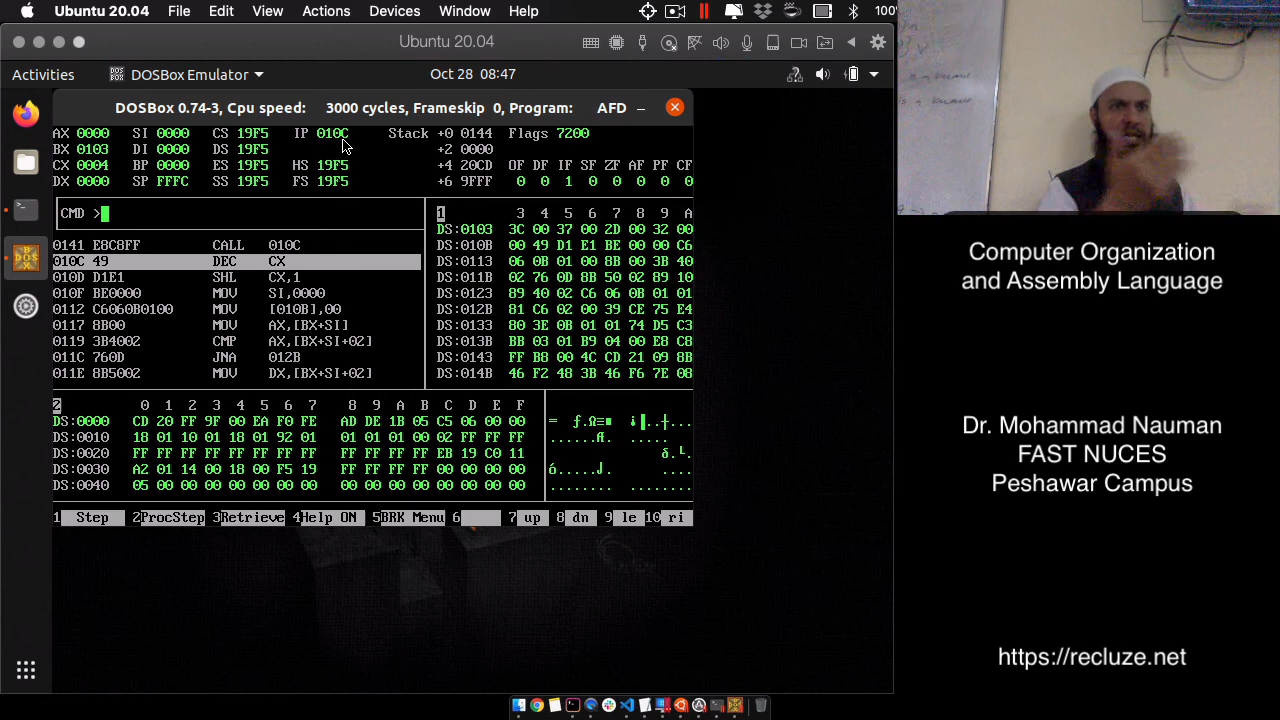 Ubuntu 20.04 File Edit View Actions Devices Window Help 100%
Ubuntu 20.04
Activities DOSBox Emulator Oct 28 08:47
DOSBox 0.74-3, Cpu speed: 3000 cycles, Frameskip 0, Program: AFD
AX 0000 SI 0000 CS 19F5 IP 010C Stack +0 0144 Flags 7200
BX 0103 DI 0000 DS 19F5 +2 0000
CX 0004 BP 0000 ES 19F5 HS 19F5 +4 20CD OF DF IF SF ZF AF PF CF
DX 0000 SP FFFC SS 19F5 FS 19F5 +6 9FFF 0 0 1 0 0 0 0 0
CMD >
1 3 4 5 6 7 8 9 A
DS:0103 3C 00 37 00 2D 00 32 00
0141 E8C8FF CALL 010C DS:010B 00 49 D1 E1 BE 00 00 C6
010C 49 DEC CX DS:0113 06 0B 01 00 8B 00 3B 40
010D D1E1 SHL CX,1 DS:011B 02 76 0D 8B 50 02 89 10
010F BE0000 MOV SI,0000 DS:0123 89 40 02 C6 06 0B 01 01
0112 C6060B0100 MOV [010B],00 DS:012B 81 C6 02 00 39 CE 75 E4
0117 8B00 MOV AX,[BX+SI] DS:0133 80 3E 0B 01 01 74 D5 C3
0119 3B4002 CMP AX,[BX+SI+02] DS:013B BB 03 01 B9 04 00 E8 C8
011C 760D JNA 012B DS:0143 FF B8 00 4C CD 21 09 8B
011E 8B5002 MOV DX,[BX+SI+02] DS:014B 46 F6 48 3B 46 F6 7E 08
2 0 1 2 3 4 5 6 7 8 9 A B C D E F
DS:0000 CD 20 FF 9F 00 EA F0 FE AD DE 1B 05 C5 06 00 00
DS:0010 18 01 10 01 18 01 92 01 01 01 01 00 02 FF FF FF
DS:0020 FF FF FF FF FF FF FF FF FF FF FF FF EB 19 C0 11
DS:0030 A2 01 14 00 18 00 F5 19 FF FF FF FF 00 00 00 00
DS:0040 05 00 00 00 00 00 00 00 00 00 00 00 00 00 00 00
1 Step 2ProcStep 3Retrieve 4Help ON 5BRK Menu 6 7 up 8 dn 9 le 10 ri
Computer Organization
and Assembly Language
Dr. Mohammad Nauman
FAST NUCES
Peshawar Campus
https://recluze.net